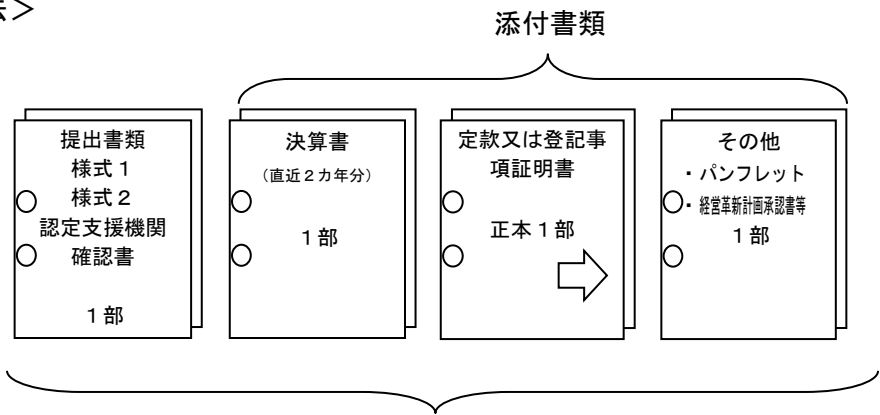 法＞
添付書類
提出書類
様式１
様式２
認定支援機関
確認書
１部
決算書
（直近２カ年分）
１部
定款又は登記事
項証明書
正本１部
その他
・パンフレット
・経営革新計画承認書等
１部